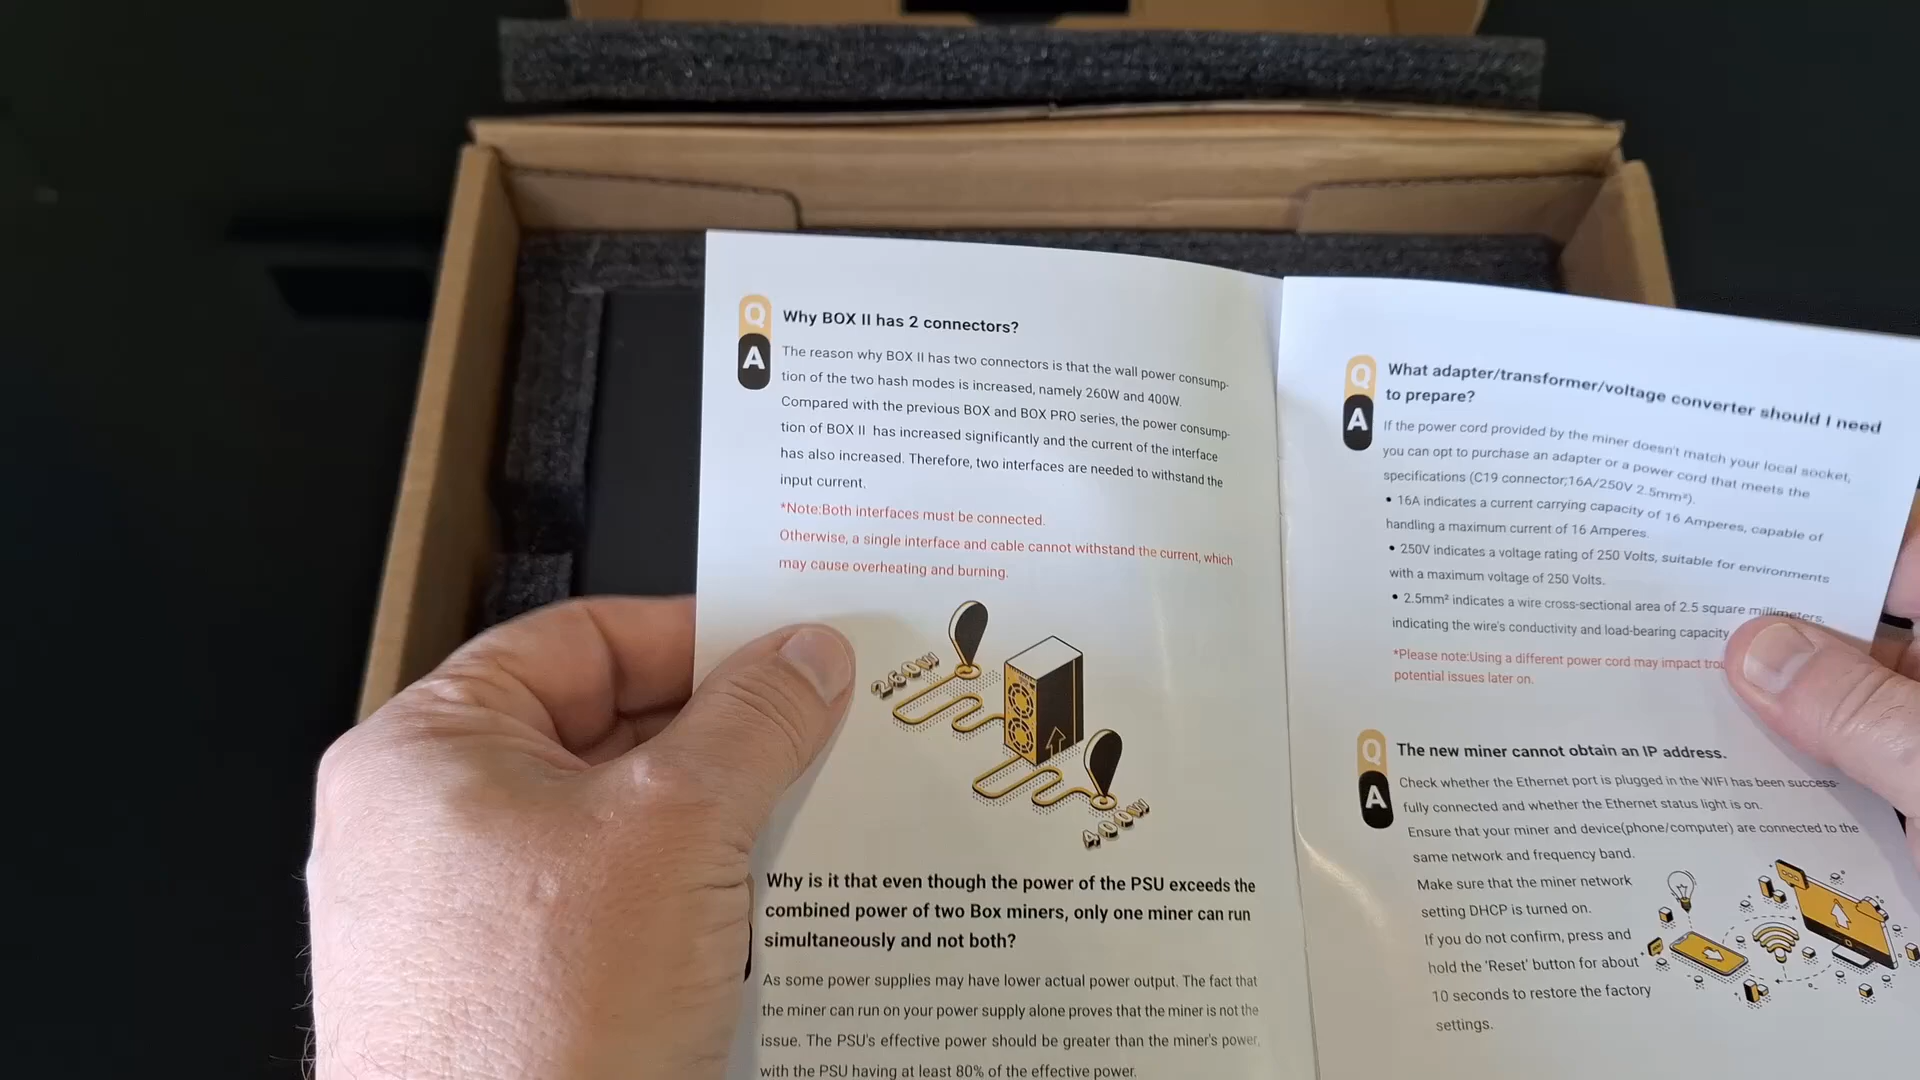 Q
Why BOX II has 2 connectors?
A
The reason why BOX II has two connectors is that the wall power consump-
tion of the two hash modes is increased, namely 260W and 400W.
Compared with the previous BOX and BOX PRO series, the power consump-
tion of BOX II has increased significantly and the current of the interface
has also increased. Therefore, two interfaces are needed to withstand the
input current.
*Note:Both interfaces must be connected.
Otherwise, a single interface and cable cannot withstand the current, which
may cause overheating and burning.
260W
400W
Why is it that even though the power of the PSU exceeds the
combined power of two Box miners, only one miner can run
simultaneously and not both?
As some power supplies may have lower actual power output. The fact that
the miner can run on your power supply alone proves that the miner is not the
issue. The PSU's effective power should be greater than the miner's power,
with the PSU having at least 80% of the effective power.
Q
What adapter/transformer/voltage converter should I need
to prepare?
A
If the power cord provided by the miner doesn't match your local socket,
you can opt to purchase an adapter or a power cord that meets the
specifications (C19 connector;16A/250V 2.5mm²).
• 16A indicates a current carrying capacity of 16 Amperes, capable of
handling a maximum current of 16 Amperes.
• 250V indicates a voltage rating of 250 Volts, suitable for environments
with a maximum voltage of 250 Volts.
• 2.5mm² indicates a wire cross-sectional area of 2.5 square millimeters,
indicating the wire's conductivity and load-bearing capacity
*Please note:Using a different power cord may impact
potential issues later on.
Q
The new miner cannot obtain an IP address.
A
Check whether the Ethernet port is plugged in the WIFI has been success-
fully connected and whether the Ethernet status light is on.
Ensure that your miner and device(phone/computer) are connected to the
same network and frequency band.
Make sure that the miner network
setting DHCP is turned on.
If you do not confirm, press and
hold the 'Reset' button for about
10 seconds to restore the factory
settings.